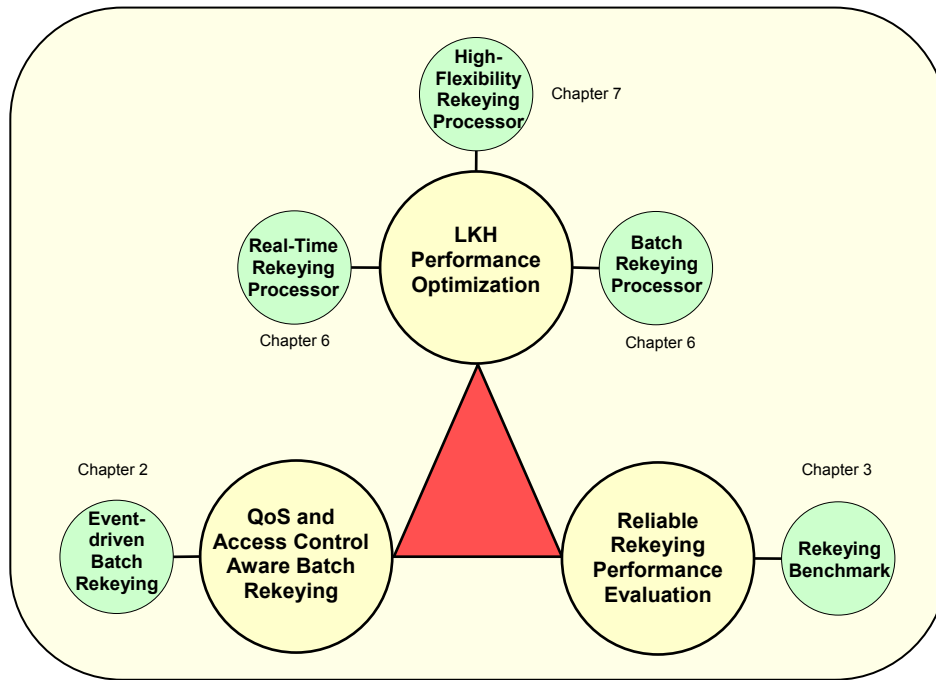 High-
Flexibility
Rekeying
Processor
Chapter 7
Real-Time
Rekeying
Processor
Chapter 6
LKH
Performance
Optimization
Batch
Rekeying
Processor
Chapter 6
Chapter 2
Event-
driven
Batch
Rekeying
QoS and
Access Control
Aware Batch
Rekeying
Reliable
Rekeying
Performance
Evaluation
Chapter 3
Rekeying
Benchmark